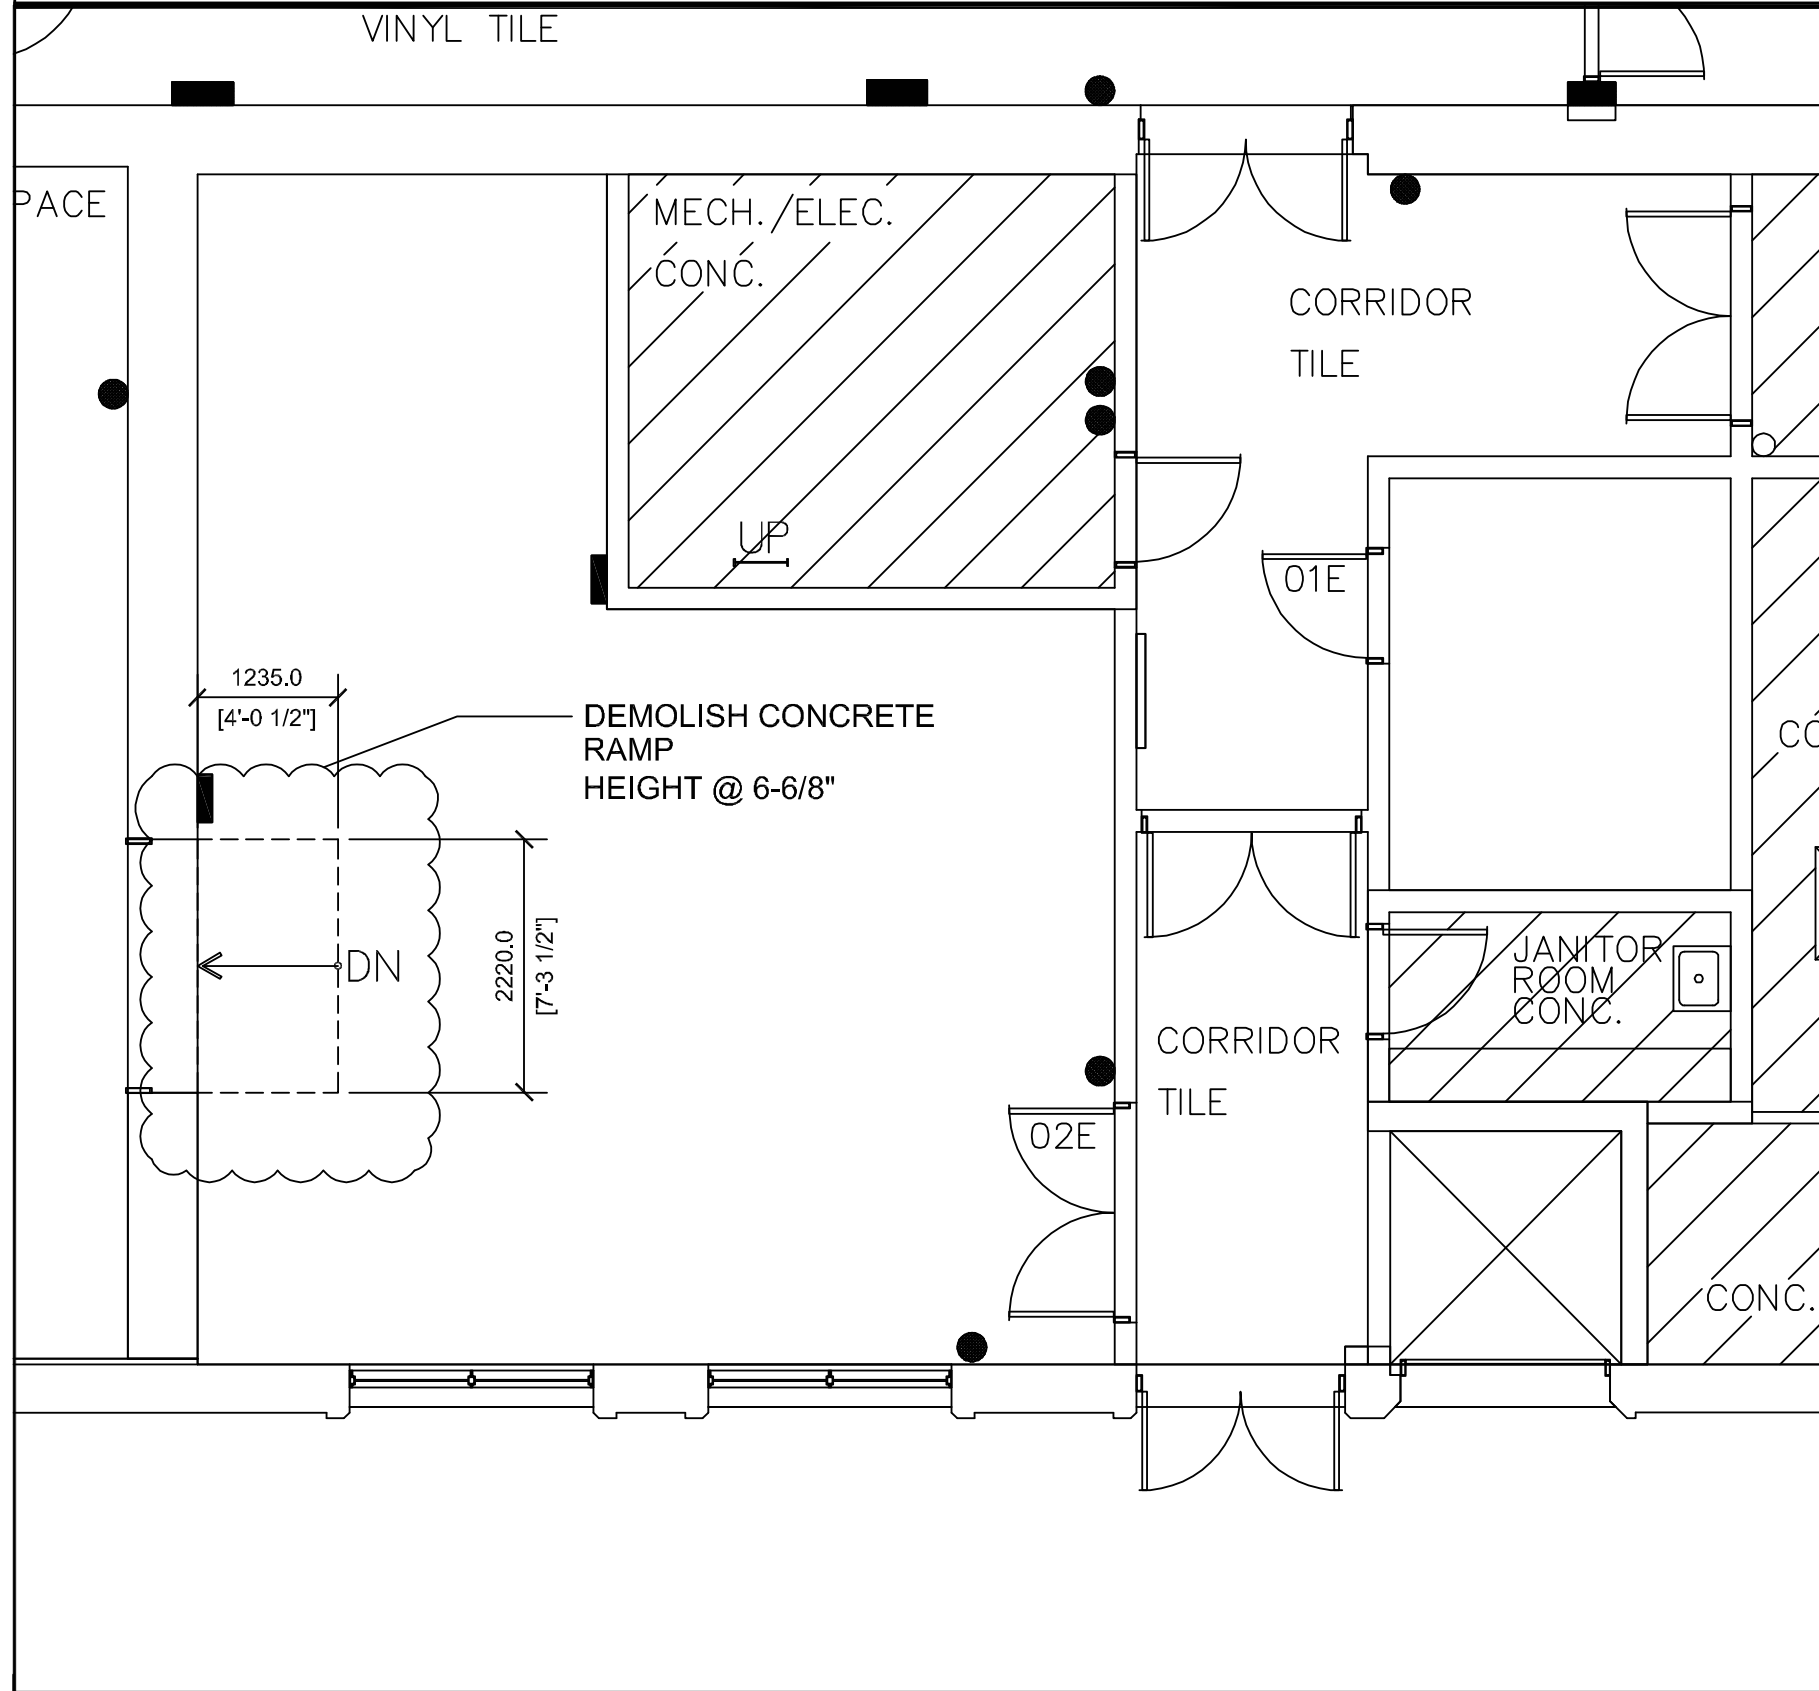 VINYL TILE
PACE
MECH./ELEC.
CONC.
CORRIDOR
TILE
UP
01E
1235.0
[4'-0 1/2"]
DEMOLISH CONCRETE
RAMP
HEIGHT @ 6-6/8"
CO
2220.0
[7'-3 1/2"]
DN
JANITOR
ROOM
CONC.
CORRIDOR
TILE
02E
CONC.